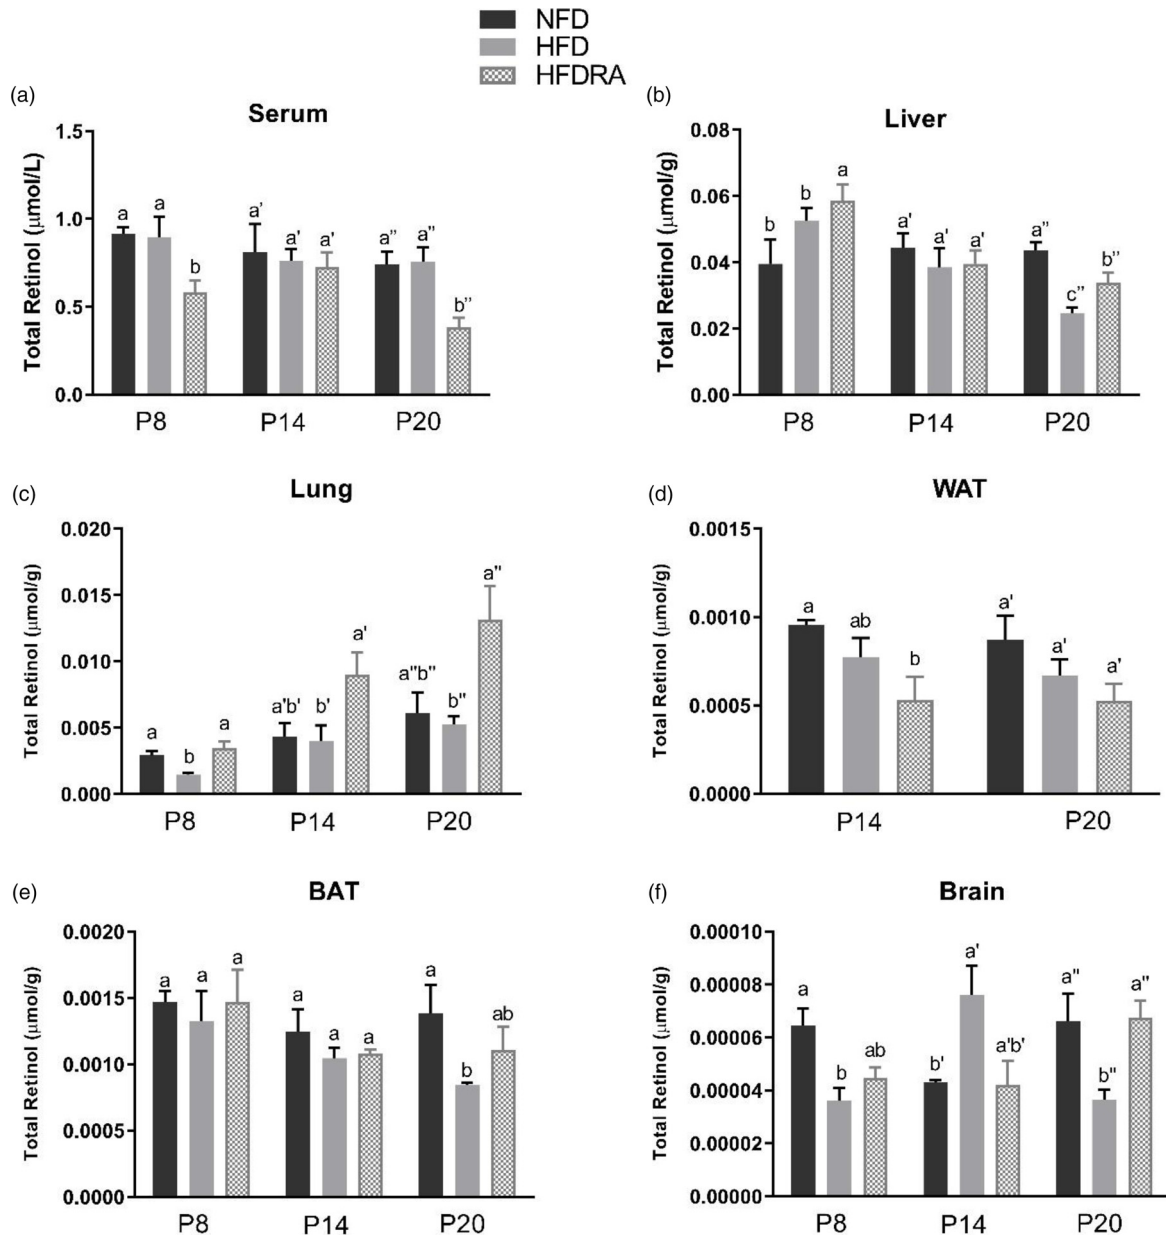 NFD
HFD
HFDRA
(a)
Serum
Total Retinol (μmol/L)
1.5
1.0
0.5
0.0
a a b
a' a' a'
a" a" b"
P8 P14 P20
(b)
Liver
Total Retinol (μmol/g)
0.08
0.06
0.04
0.02
0.00
b b a
a' a' a'
a" c" b"
P8 P14 P20
(c)
Lung
Total Retinol (μmol/g)
0.020
0.015
0.010
0.005
0.000
a b a
a'b' b' a'
a"b" b" a"
P8 P14 P20
(d)
WAT
Total Retinol (μmol/g)
0.0015
0.0010
0.0005
0.0000
a ab b
a' a' a'
P14 P20
(e)
BAT
Total Retinol (μmol/g)
0.0020
0.0015
0.0010
0.0005
0.0000
a a a
a a a
a b ab
P8 P14 P20
(f)
Brain
Total Retinol (μmol/g)
0.00010
0.00008
0.00006
0.00004
0.00002
0.00000
a b ab
b' a' a'b'
a" b" a"
P8 P14 P20